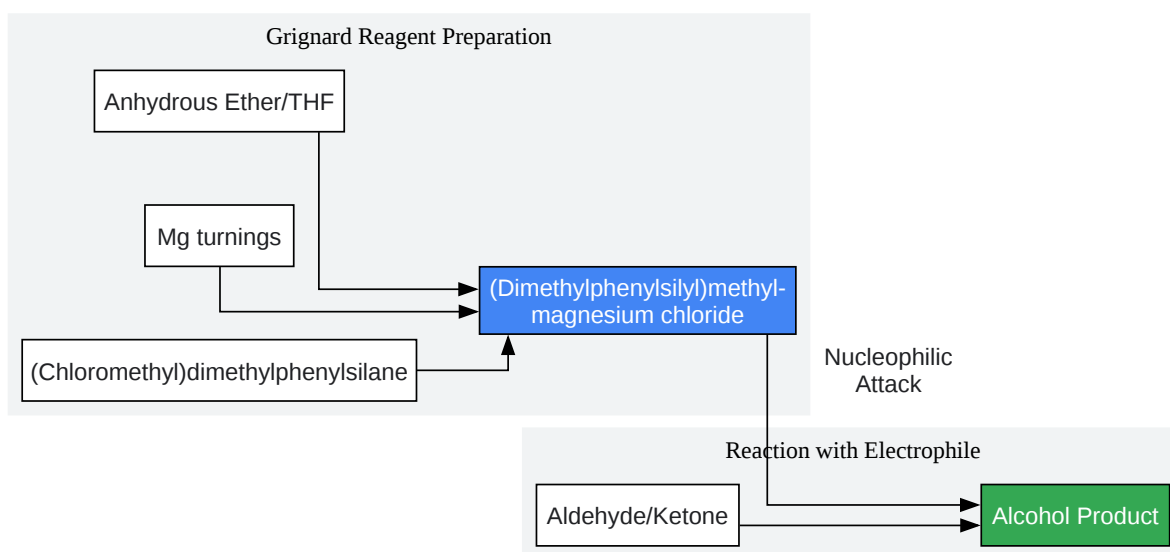 Grignard Reagent Preparation
Anhydrous Ether/THF
Mg turnings
(Dimethylphenylsilyl)methyl-
magnesium chloride
(Chloromethyl)dimethylphenylsilane
Nucleophilic
Attack
Reaction with Electrophile
Aldehyde/Ketone
Alcohol Product